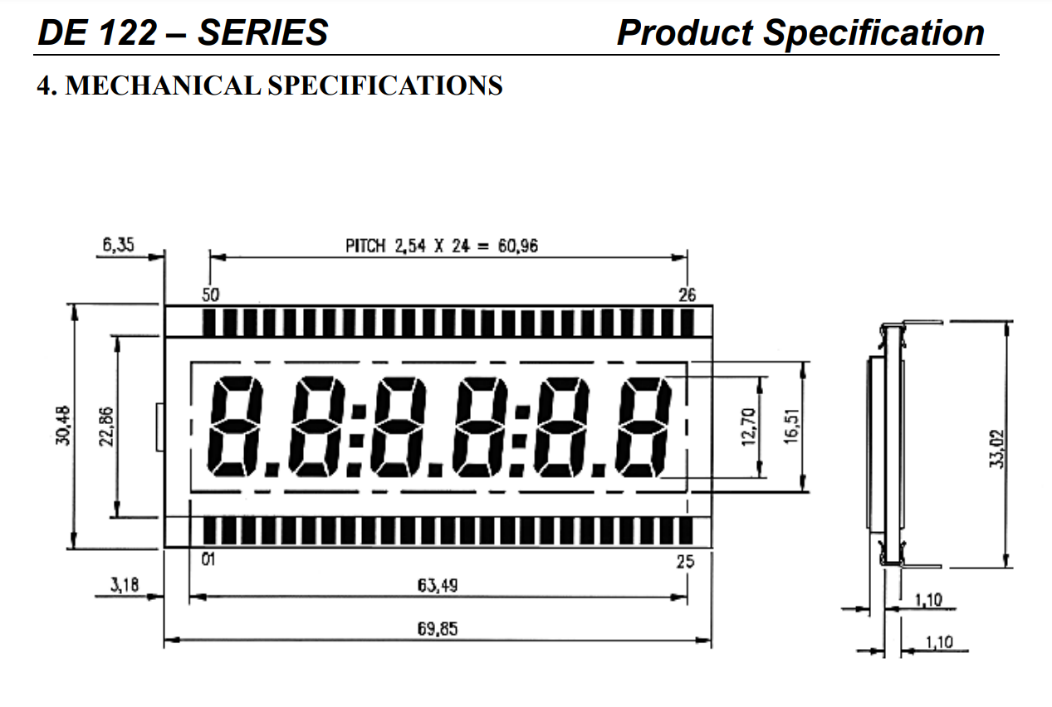 DE 122 – SERIES Product Specification
4. MECHANICAL SPECIFICATIONS
6,35 PITCH 2,54 X 24 = 60,96
50 26
8.8:8.8:8.8
30,48 22,86 12,70 16,51 33,02
01 25
3,18 63,49 1,10
69,85 1,10